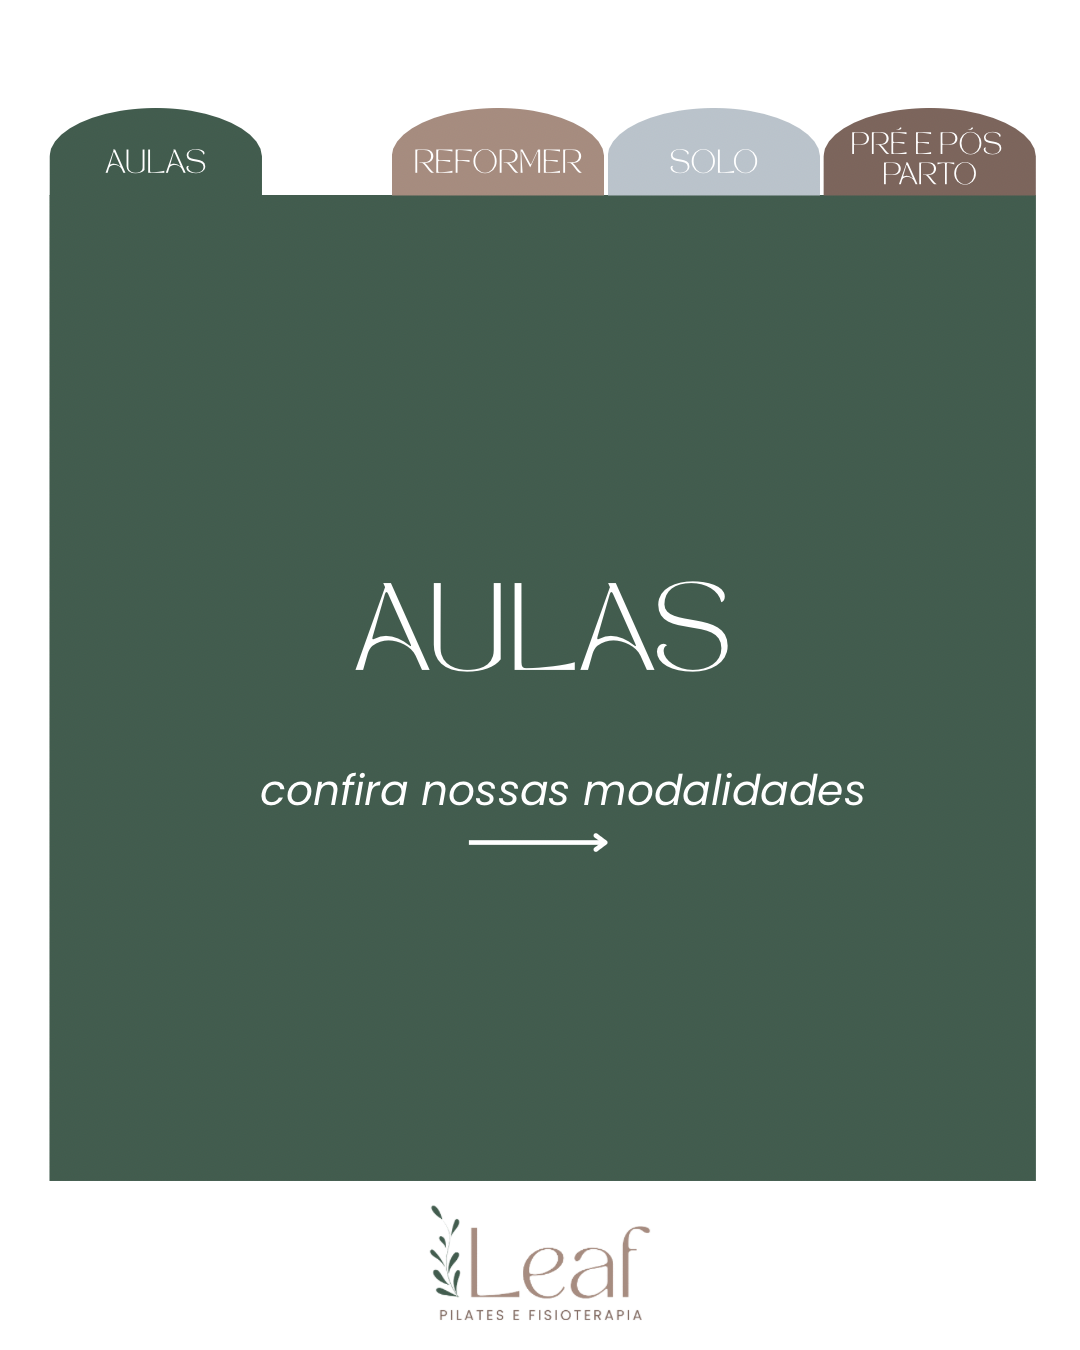 AULAS
REFORMER
SOLO
PRÉ E PÓS
PARTO
AULAS
confira nossas modalidades
Leaf
PILATES E FISIOTERAPIA